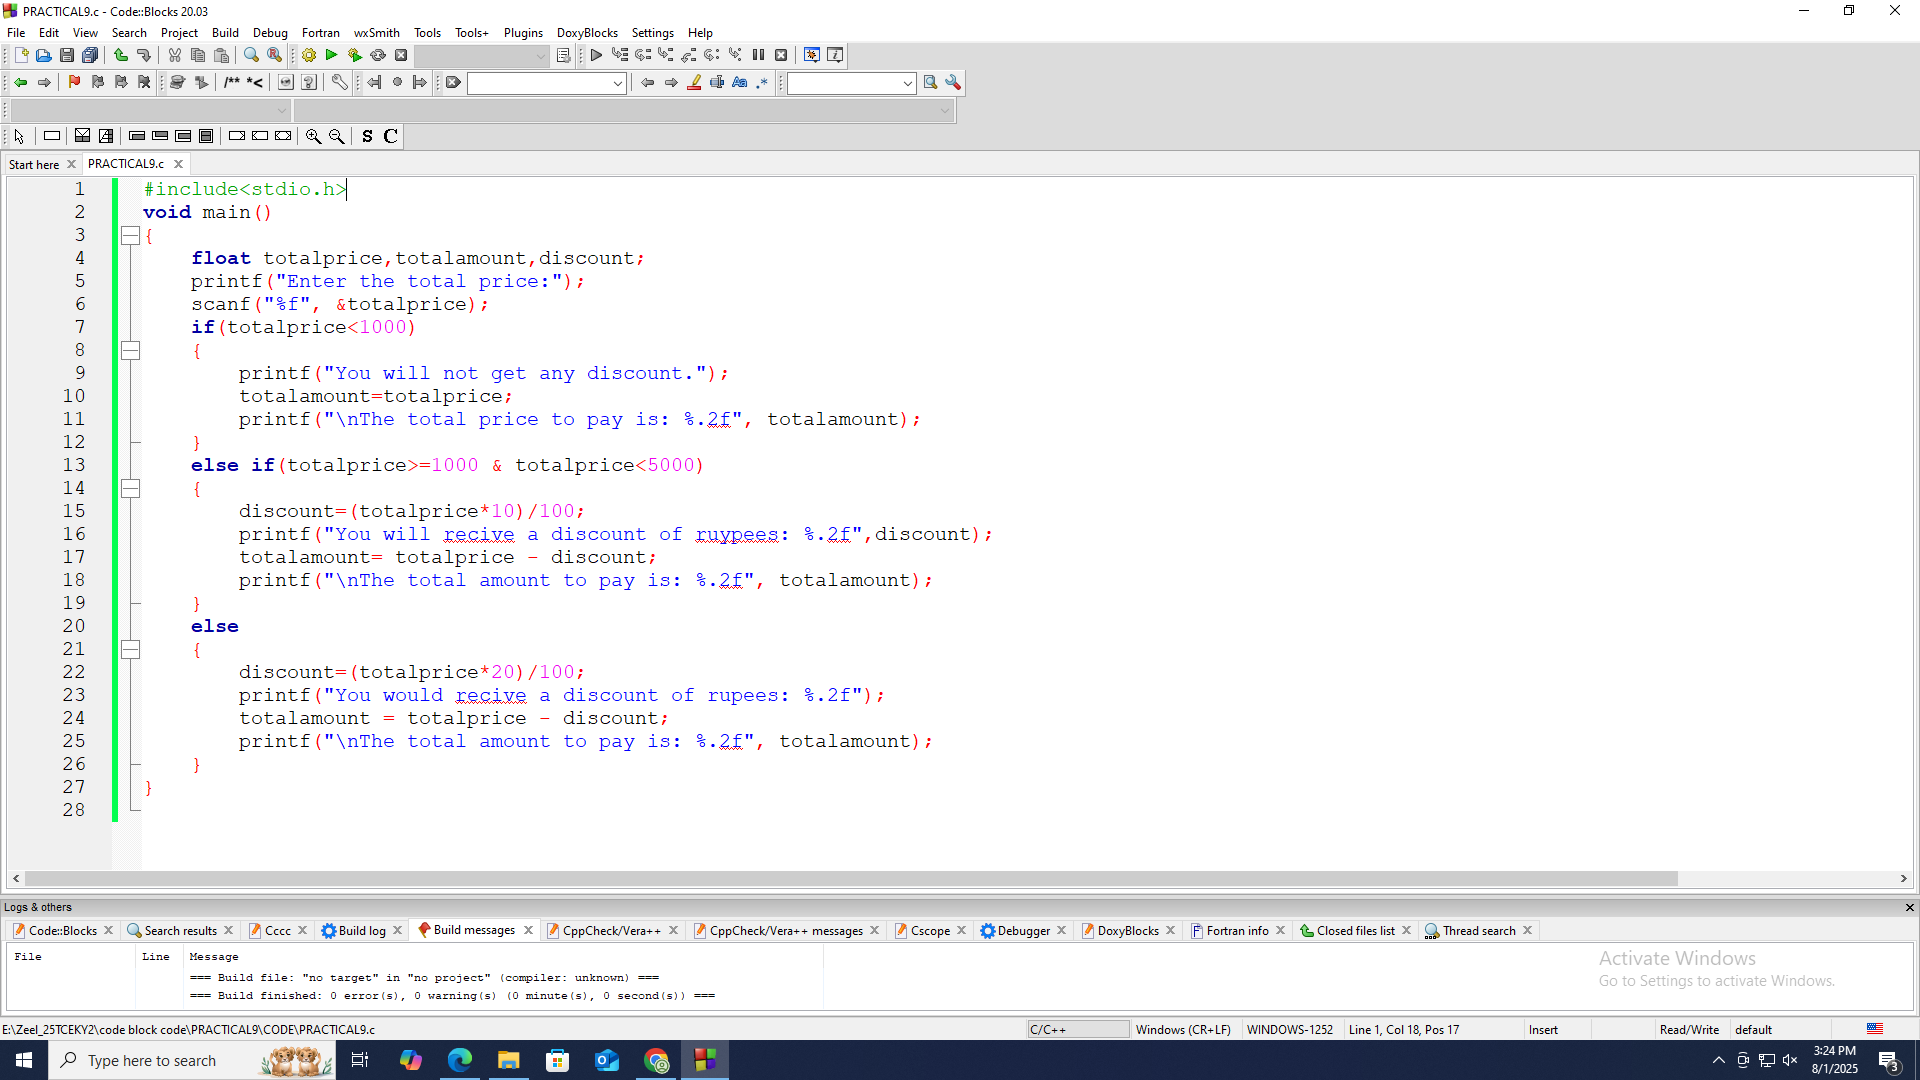 PRACTICAL9.c - Code::Blocks 20.03
File Edit View Search Project Build Debug Fortran wxSmith Tools Tools+ Plugins DoxyBlocks Settings Help
/** *<
Aa .*
S C
Start here PRACTICAL9.c
1 #include<stdio.h>
2 void main()
3 {
4 float totalprice,totalamount,discount;
5 printf("Enter the total price:");
6 scanf("%f", &totalprice);
7 if(totalprice<1000)
8 {
9 printf("You will not get any discount.");
10 totalamount=totalprice;
11 printf("\nThe total price to pay is: %.2f", totalamount);
12 }
13 else if(totalprice>=1000 & totalprice<5000)
14 {
15 discount=(totalprice*10)/100;
16 printf("You will recive a discount of ruypees: %.2f",discount);
17 totalamount= totalprice - discount;
18 printf("\nThe total amount to pay is: %.2f", totalamount);
19 }
20 else
21 {
22 discount=(totalprice*20)/100;
23 printf("You would recive a discount of rupees: %.2f");
24 totalamount = totalprice - discount;
25 printf("\nThe total amount to pay is: %.2f", totalamount);
26 }
27 }
28
Logs & others
Code::Blocks Search results Cccc Build log Build messages CppCheck/Vera++ CppCheck/Vera++ messages Cscope Debugger DoxyBlocks Fortran info Closed files list Thread search
File Line Message
=== Build file: "no target" in "no project" (compiler: unknown) ===
=== Build finished: 0 error(s), 0 warning(s) (0 minute(s), 0 second(s)) ===
Activate Windows
Go to Settings to activate Windows.
E:\Zeel_25TCEKY2\code block code\PRACTICAL9\CODE\PRACTICAL9.c C/C++ Windows (CR+LF) WINDOWS-1252 Line 1, Col 18, Pos 17 Insert Read/Write default
Type here to search
3:24 PM
8/1/2025
3